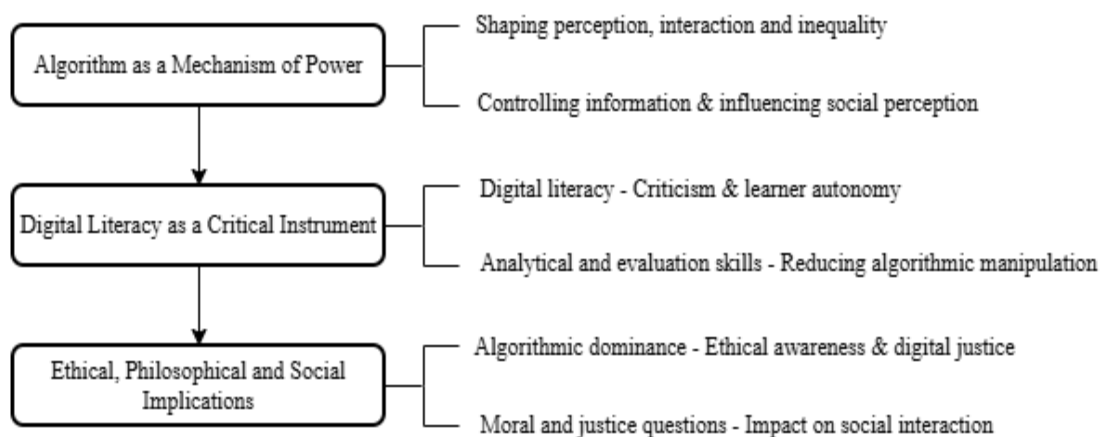 Shaping perception, interaction and inequality
Algorithm as a Mechanism of Power
Controlling information & influencing social perception
Digital literacy - Criticism & learner autonomy
Digital Literacy as a Critical Instrument
Analytical and evaluation skills - Reducing algorithmic manipulation
Algorithmic dominance - Ethical awareness & digital justice
Ethical, Philosophical and Social
Implications
Moral and justice questions - Impact on social interaction